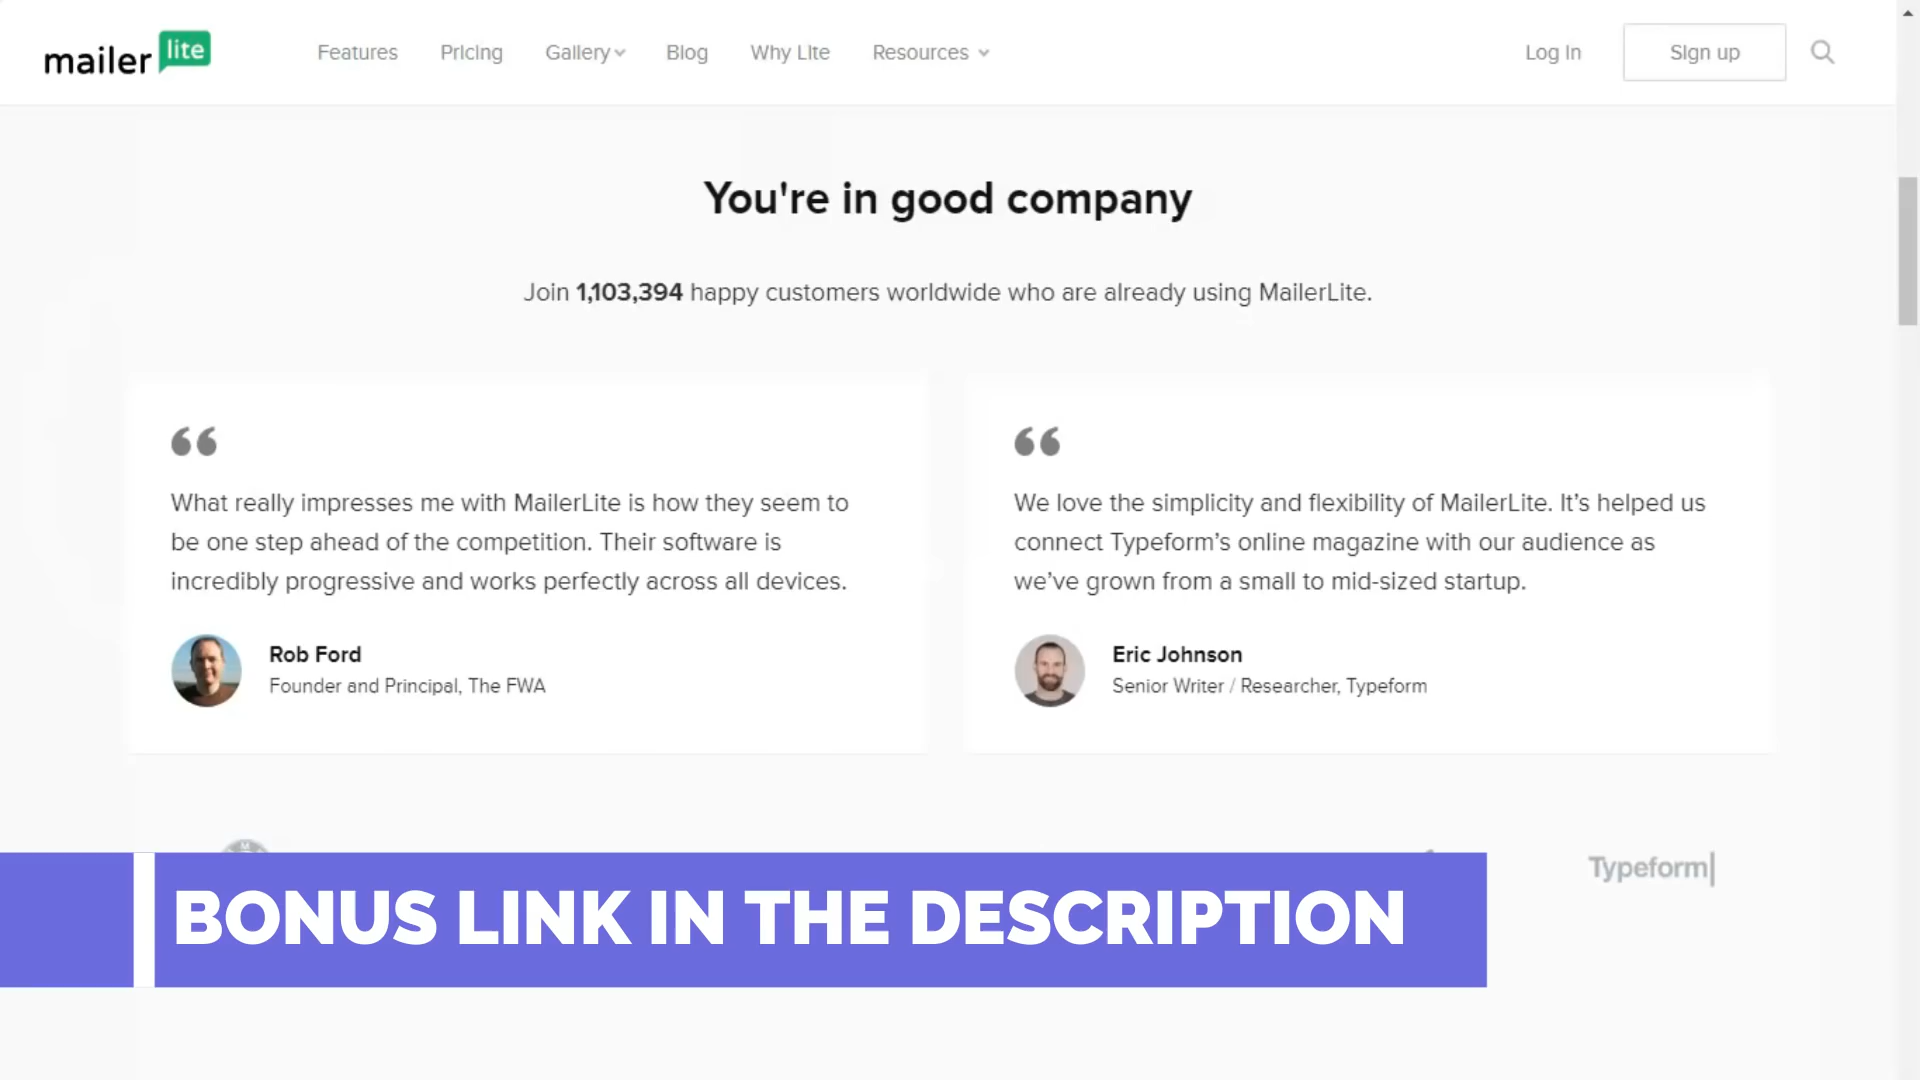 mailer lite
Features Pricing Gallery Blog Why Lite Resources Log In Sign up
You're in good company
Join 1,103,394 happy customers worldwide who are already using MailerLite.
What really impresses me with MailerLite is how they seem to
be one step ahead of the competition. Their software is
incredibly progressive and works perfectly across all devices.
Rob Ford
Founder and Principal, The FWA
We love the simplicity and flexibility of MailerLite. It’s helped us
connect Typeform’s online magazine with our audience as
we’ve grown from a small to mid-sized startup.
Eric Johnson
Senior Writer / Researcher, Typeform
Typeform
BONUS LINK IN THE DESCRIPTION